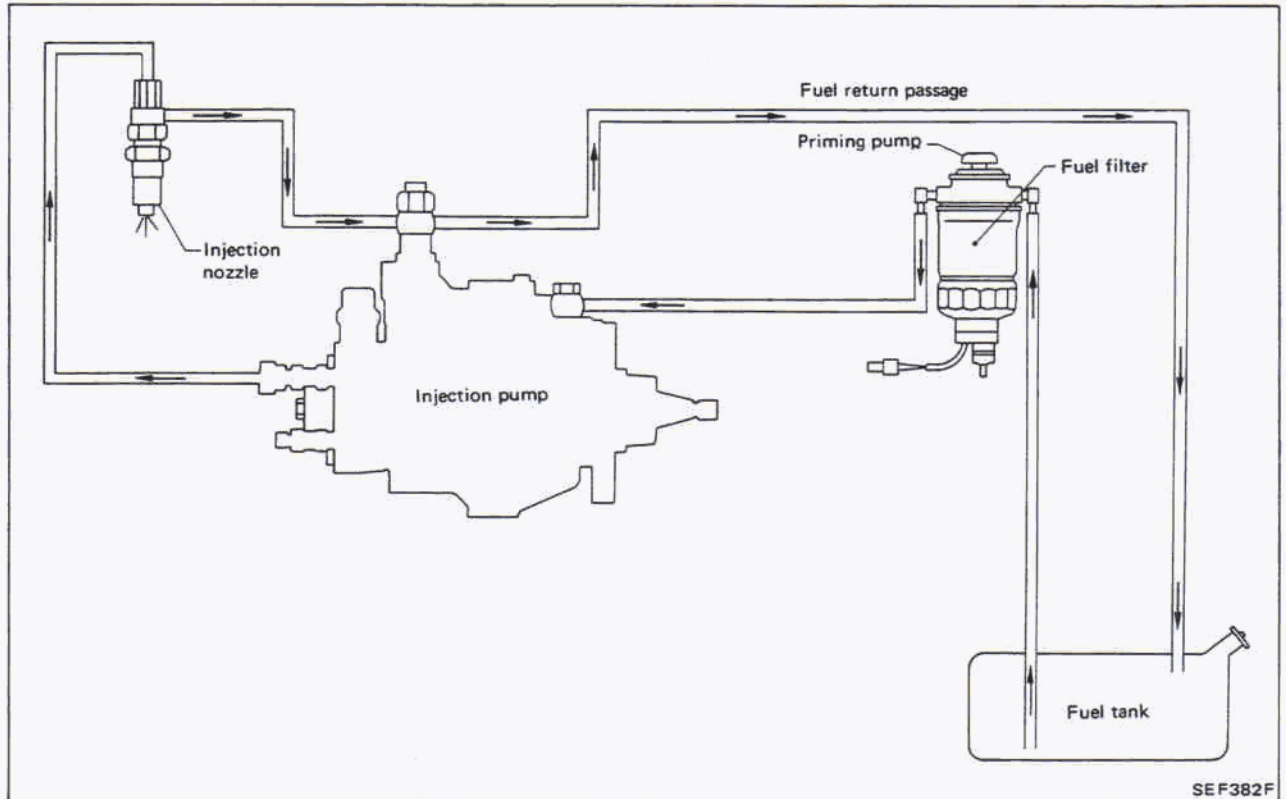 Fuel return passage
Priming pump
Fuel filter
Injection
nozzle
Injection pump
Fuel tank
SEF382F